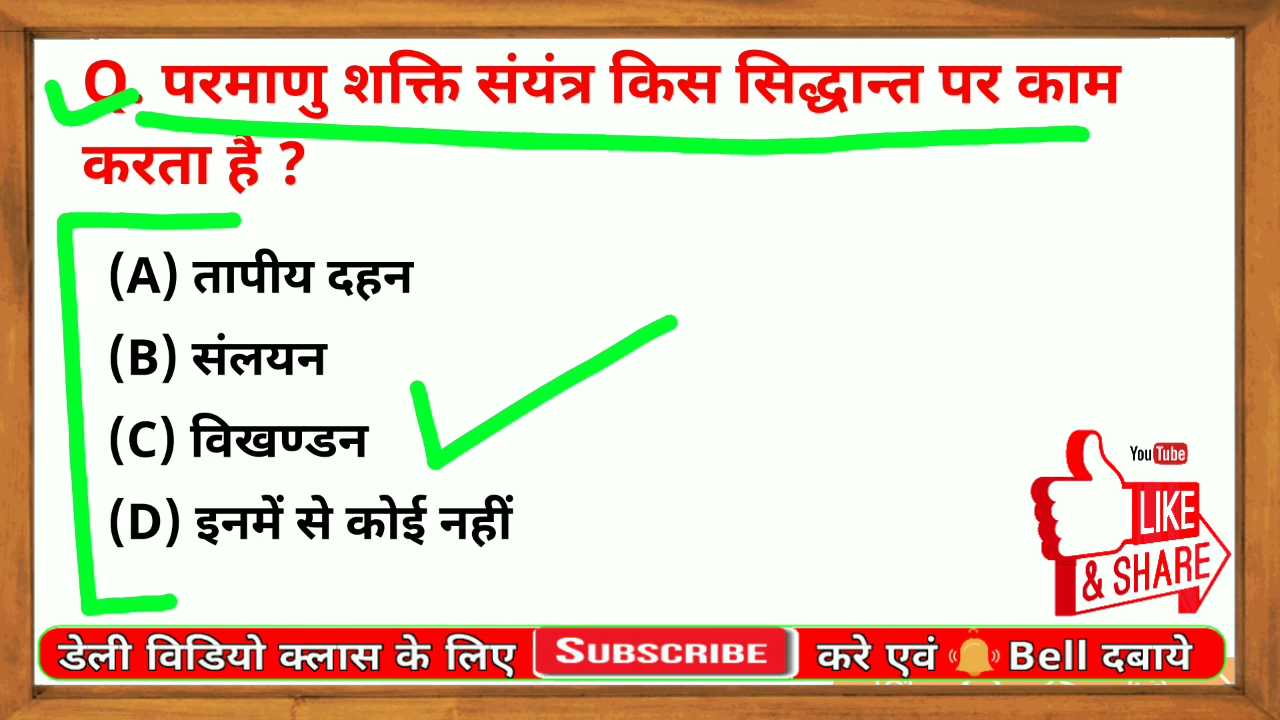 Q. परमाणु शक्ति संयंत्र किस सिद्धान्त पर काम
करता है ?
(A) तापीय दहन
(B) संलयन
(C) विखण्डन
(D) इनमें से कोई नहीं
YouTube
LIKE
& SHARE
डेली विडियो क्लास के लिए SUBSCRIBE करे एवं Bell दबाये